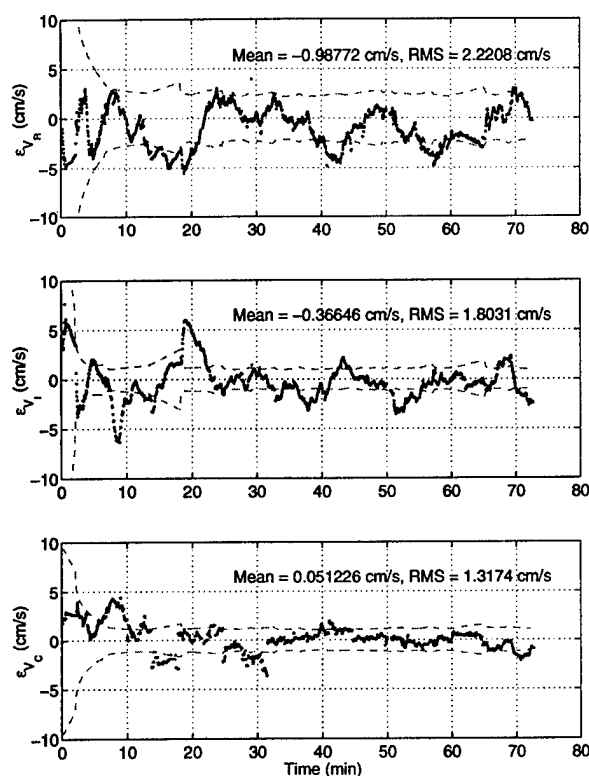 10
5
0
−5
−10
ε_V_R (cm/s)
Mean = −0.98772 cm/s, RMS = 2.2208 cm/s
0 10 20 30 40 50 60 70 80
10
5
0
−5
−10
ε_V_I (cm/s)
Mean = −0.36646 cm/s, RMS = 1.8031 cm/s
0 10 20 30 40 50 60 70 80
10
5
0
−5
−10
ε_V_C (cm/s)
Mean = 0.051226 cm/s, RMS = 1.3174 cm/s
0 10 20 30 40 50 60 70 80
Time (min)